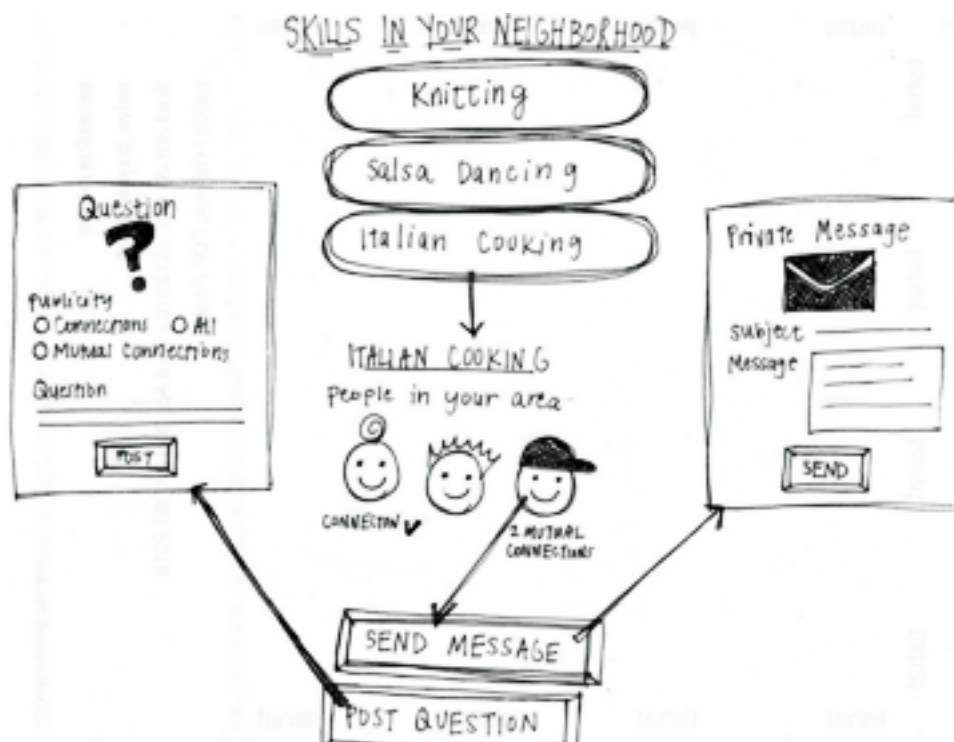 SKILLS IN YOUR NEIGHBORHOOD
Knitting
Salsa Dancing
Italian Cooking
ITALIAN COOKING
People in your area
CONNECTION
MUTUAL
CONNECTIONS
SEND MESSAGE
POST QUESTION
Question
?
Publicity
Connections All
Mutual Connections
Question
POST
Private Message
Subject
Message
SEND